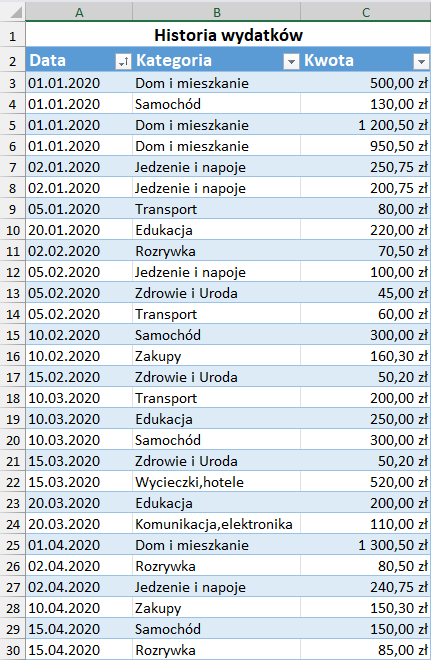 A B C
1 Historia wydatków
2 Data Kategoria Kwota
3 01.01.2020 Dom i mieszkanie 500,00 zł
4 01.01.2020 Samochód 130,00 zł
5 01.01.2020 Dom i mieszkanie 1 200,50 zł
6 01.01.2020 Dom i mieszkanie 950,50 zł
7 02.01.2020 Jedzenie i napoje 250,75 zł
8 02.01.2020 Jedzenie i napoje 200,75 zł
9 05.01.2020 Transport 80,00 zł
10 20.01.2020 Edukacja 220,00 zł
11 02.02.2020 Rozrywka 70,50 zł
12 05.02.2020 Jedzenie i napoje 100,00 zł
13 05.02.2020 Zdrowie i Uroda 45,00 zł
14 05.02.2020 Transport 60,00 zł
15 10.02.2020 Samochód 300,00 zł
16 10.02.2020 Zakupy 160,30 zł
17 15.02.2020 Zdrowie i Uroda 50,20 zł
18 10.03.2020 Transport 200,00 zł
19 10.03.2020 Edukacja 250,00 zł
20 10.03.2020 Samochód 300,00 zł
21 15.03.2020 Zdrowie i Uroda 50,20 zł
22 15.03.2020 Wycieczki,hotele 520,00 zł
23 20.03.2020 Edukacja 200,00 zł
24 20.03.2020 Komunikacja,elektronika 110,00 zł
25 01.04.2020 Dom i mieszkanie 1 300,50 zł
26 02.04.2020 Rozrywka 80,50 zł
27 02.04.2020 Jedzenie i napoje 240,75 zł
28 10.04.2020 Zakupy 150,30 zł
29 15.04.2020 Samochód 150,00 zł
30 15.04.2020 Rozrywka 85,00 zł